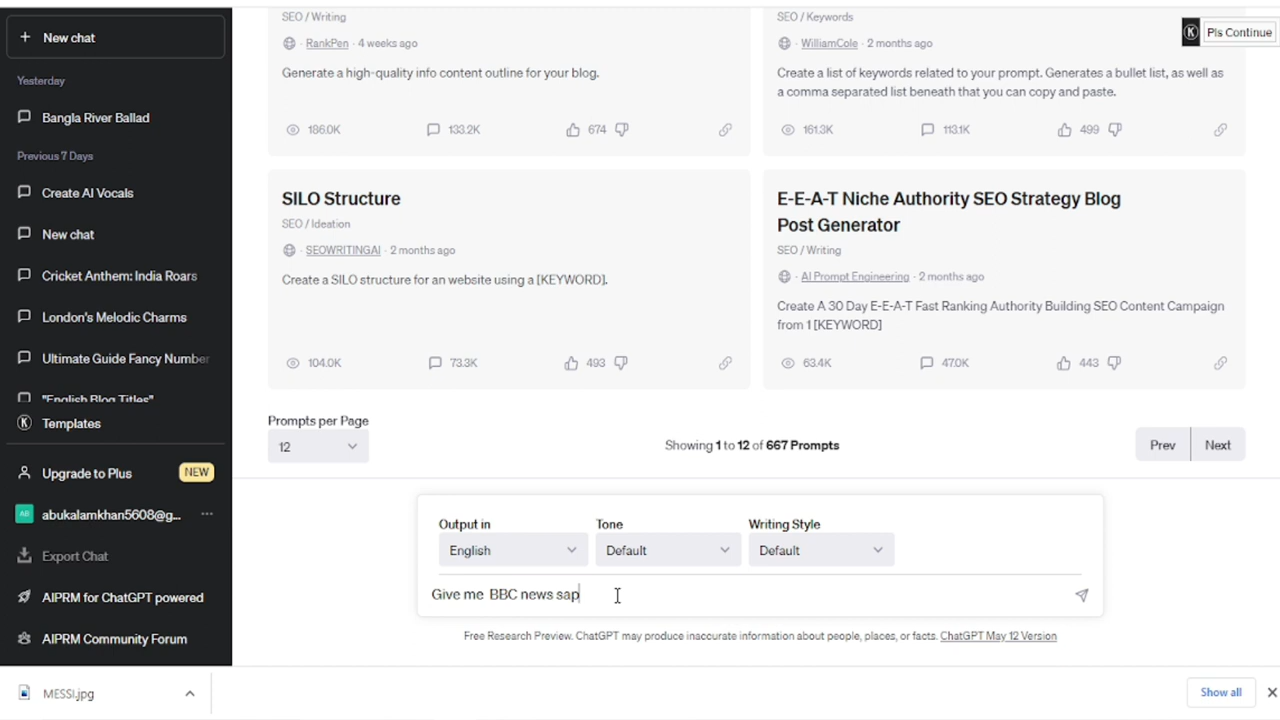 New chat
Yesterday
Bangla River Ballad
Previous 7 Days
Create AI Vocals
New chat
Cricket Anthem: India Roars
London's Melodic Charms
Ultimate Guide Fancy Number
"English Blog Titles"
Templates
Upgrade to Plus NEW
AB abukalamkhan5608@g... ...
Export Chat
AIPRM for ChatGPT powered
AIPRM Community Forum
SEO / Writing
RankPen · 4 weeks ago
Generate a high-quality info content outline for your blog.
186.0K 133.2K 674
SEO / Keywords
WilliamCole · 2 months ago
Create a list of keywords related to your prompt. Generates a bullet list, as well as
a comma separated list beneath that you can copy and paste.
161.3K 113.1K 499
K Pls Continue
SILO Structure
SEO / Ideation
SEOWRITINGAI · 2 months ago
Create a SILO structure for an website using a [KEYWORD].
104.0K 73.3K 493
E-E-A-T Niche Authority SEO Strategy Blog
Post Generator
SEO / Writing
AI Prompt Engineering · 2 months ago
Create A 30 Day E-E-A-T Fast Ranking Authority Building SEO Content Campaign
from 1 [KEYWORD]
63.4K 47.0K 443
Prompts per Page
12
Showing 1 to 12 of 667 Prompts
Prev Next
Output in Tone Writing Style
English Default Default
Give me BBC news sap
Free Research Preview. ChatGPT may produce inaccurate information about people, places, or facts. ChatGPT May 12 Version
MESSI.jpg
Show all